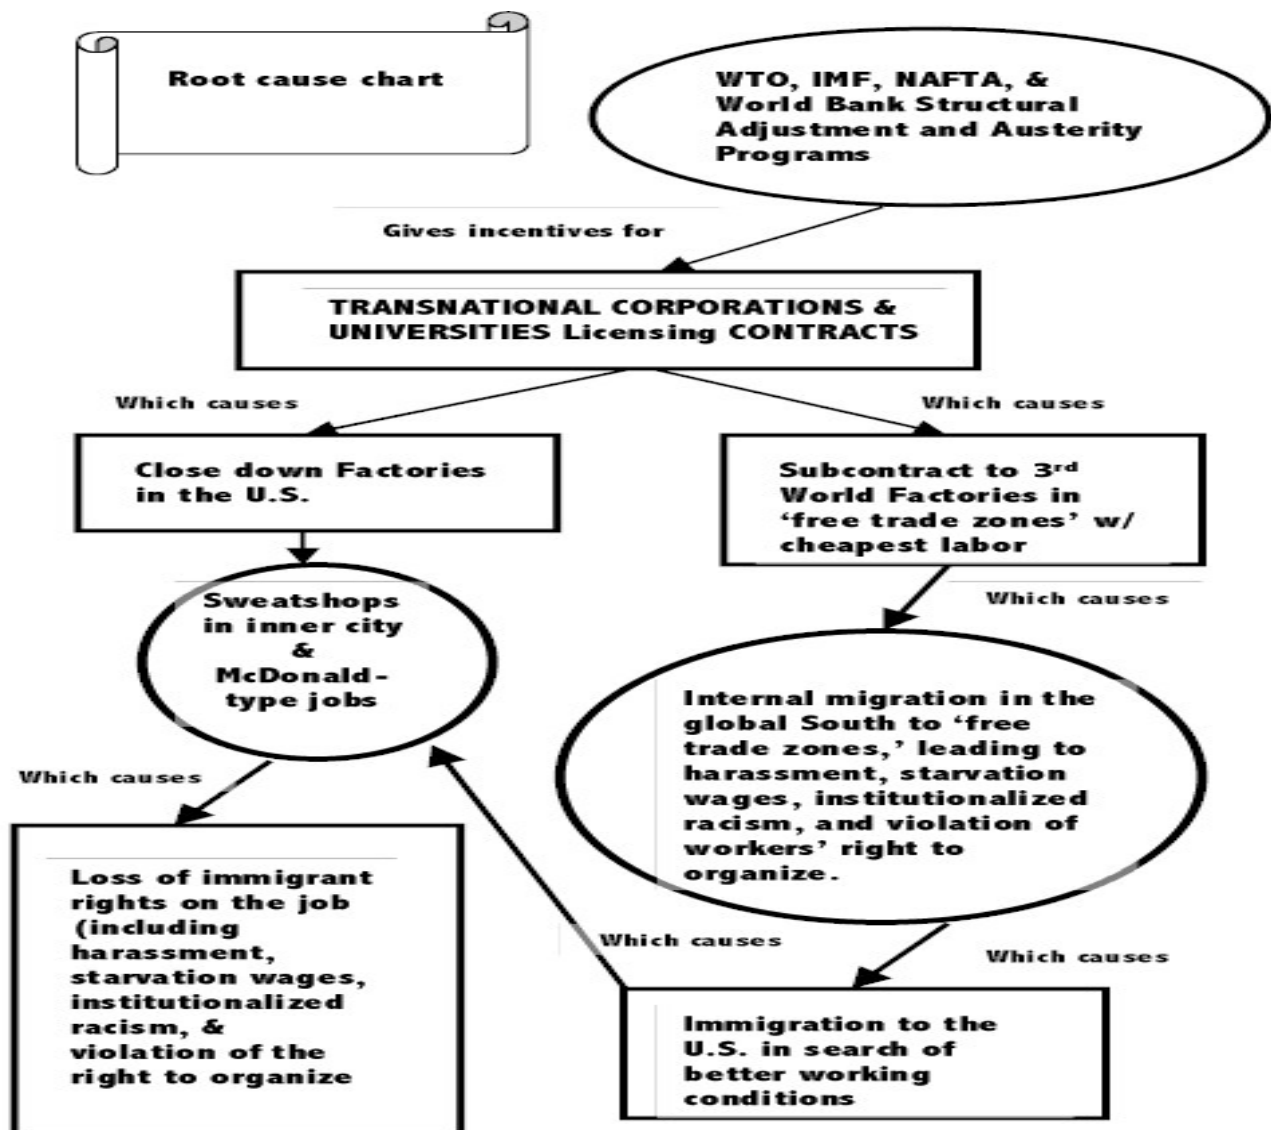 Root cause chart
WTO, IMF, NAFTA, &
World Bank Structural
Adjustment and Austerity
Programs
Gives incentives for
TRANSNATIONAL CORPORATIONS &
UNIVERSITIES Licensing CONTRACTS
Which causes
Which causes
Close down Factories
in the U.S.
Subcontract to 3rd
World Factories in
‘free trade zones’ w/
cheapest labor
Which causes
Sweatshops
in inner city
&
McDonald-
type jobs
Internal migration in the
global South to ‘free
trade zones,’ leading to
harassment, starvation
wages, institutionalized
racism, and violation of
workers’ right to
organize.
Which causes
Loss of immigrant
rights on the job
(including
harassment,
starvation wages,
institutionalized
racism, &
violation of the
right to organize
Which causes
Which causes
Immigration to the
U.S. in search of
better working
conditions